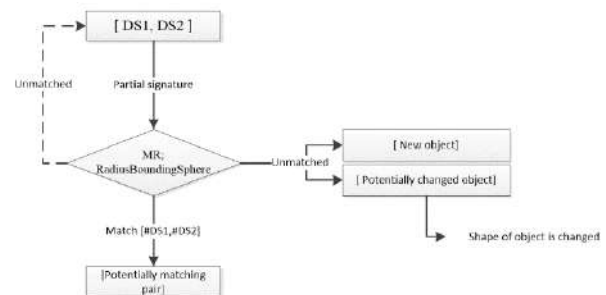 [ DS1, DS2 ]
Unmatched
Partial signature
MR;
RadiusBoundingSphere
Unmatched
[ New object]
[ Potentially changed object]
Match [#DS1,#DS2]
Shape of object is changed
[Potentially matching
pair]